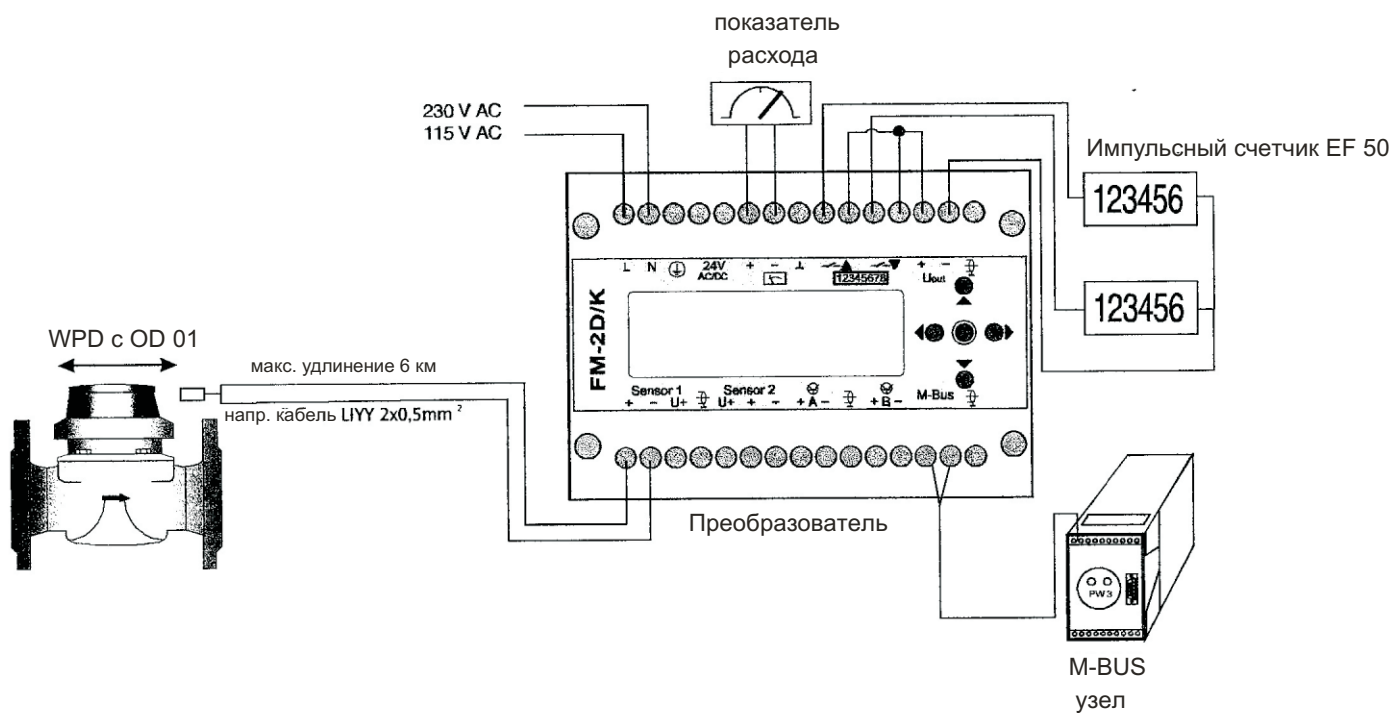 показатель
расхода
230 V AC
115 V AC
Импульсный счетчик EF 50
123456
123456
L N 24V + - + -
AC/DC 12345678 Uout
FM-2D/K
WPD с OD 01
макс. удлинение 6 км
напр. кабель LIYY 2x0,5mm ²
Sensor 1 Sensor 2 M-Bus
+ - U+ U+ + - + A - + B -
Преобразователь
PW3
M-BUS
узел